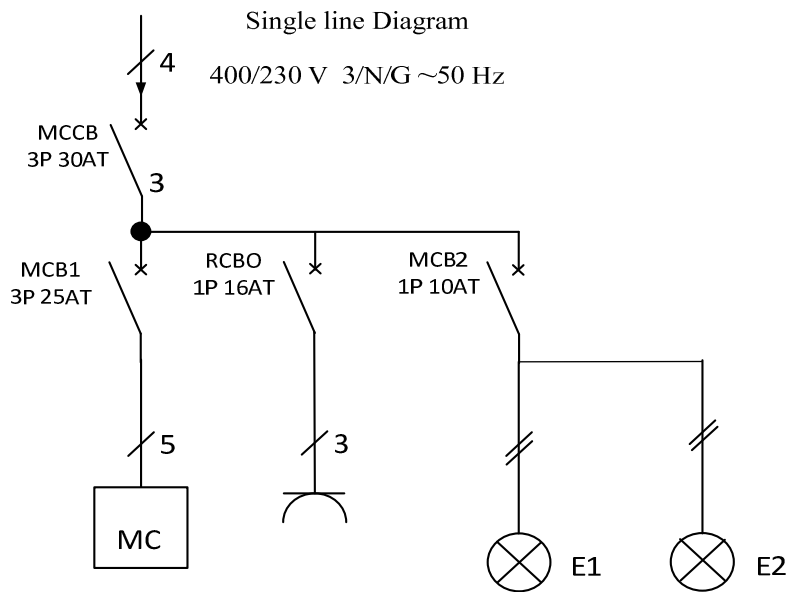 Single line Diagram
4
400/230 V 3/N/G ~50 Hz
MCCB
3P 30AT
3
MCB1
3P 25AT
RCBO
1P 16AT
MCB2
1P 10AT
5
3
MC
E1
E2